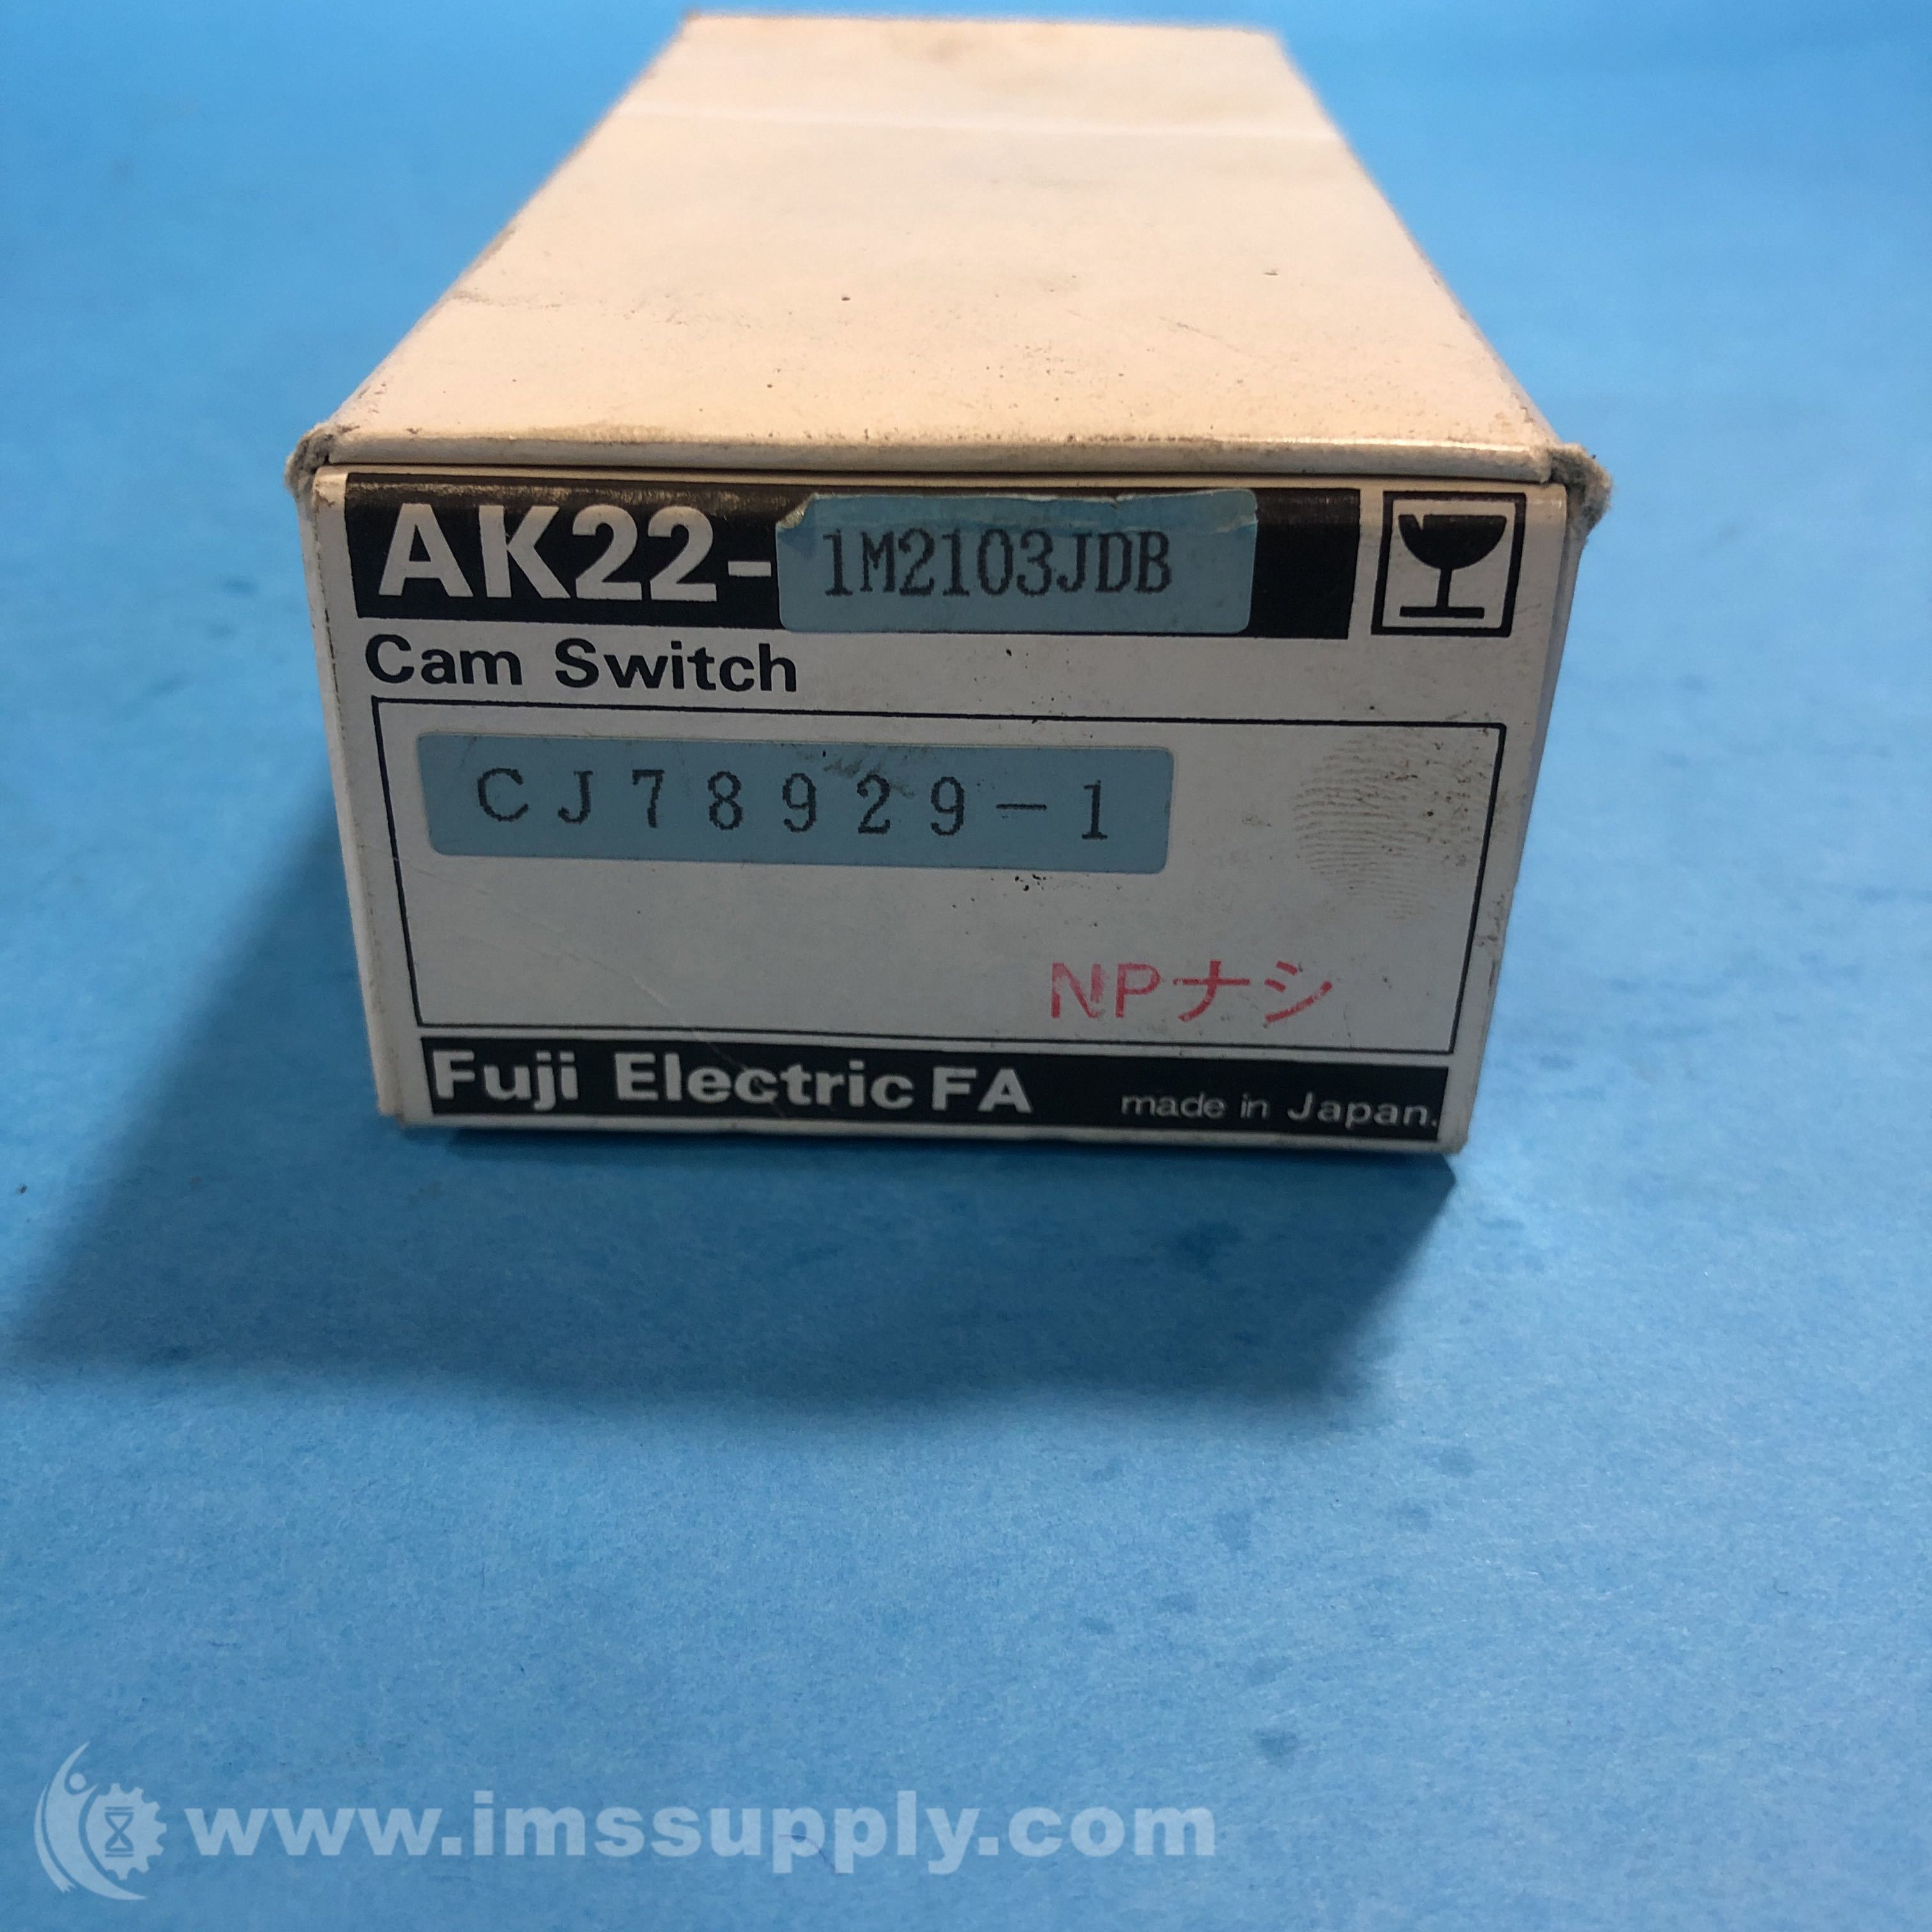 AK22-1M2103JDB
Cam Switch
CJ78929-1
NPナシ
Fuji Electric FA made in Japan.
www.imssupply.com